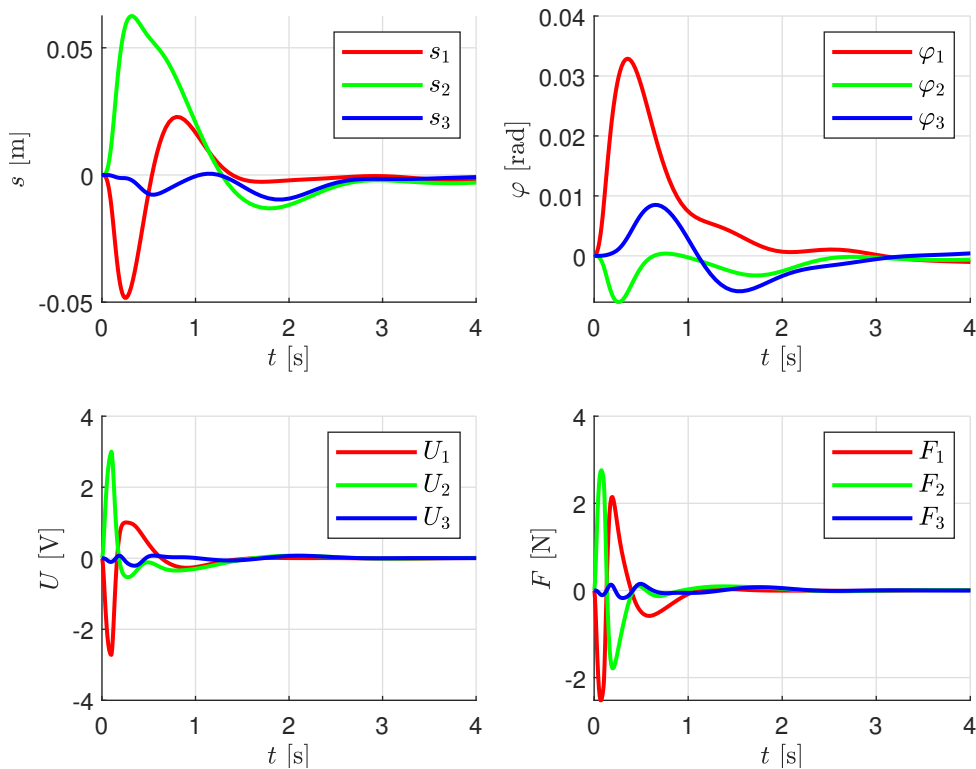 0.05
0
-0.05
s [m]
s₁
s₂
s₃
0 1 2 3 4
t [s]
0.04
0.03
0.02
0.01
0
φ [rad]
φ₁
φ₂
φ₃
0 1 2 3 4
t [s]
4
2
0
-2
-4
U [V]
U₁
U₂
U₃
0 1 2 3 4
t [s]
4
2
0
-2
F [N]
F₁
F₂
F₃
0 1 2 3 4
t [s]